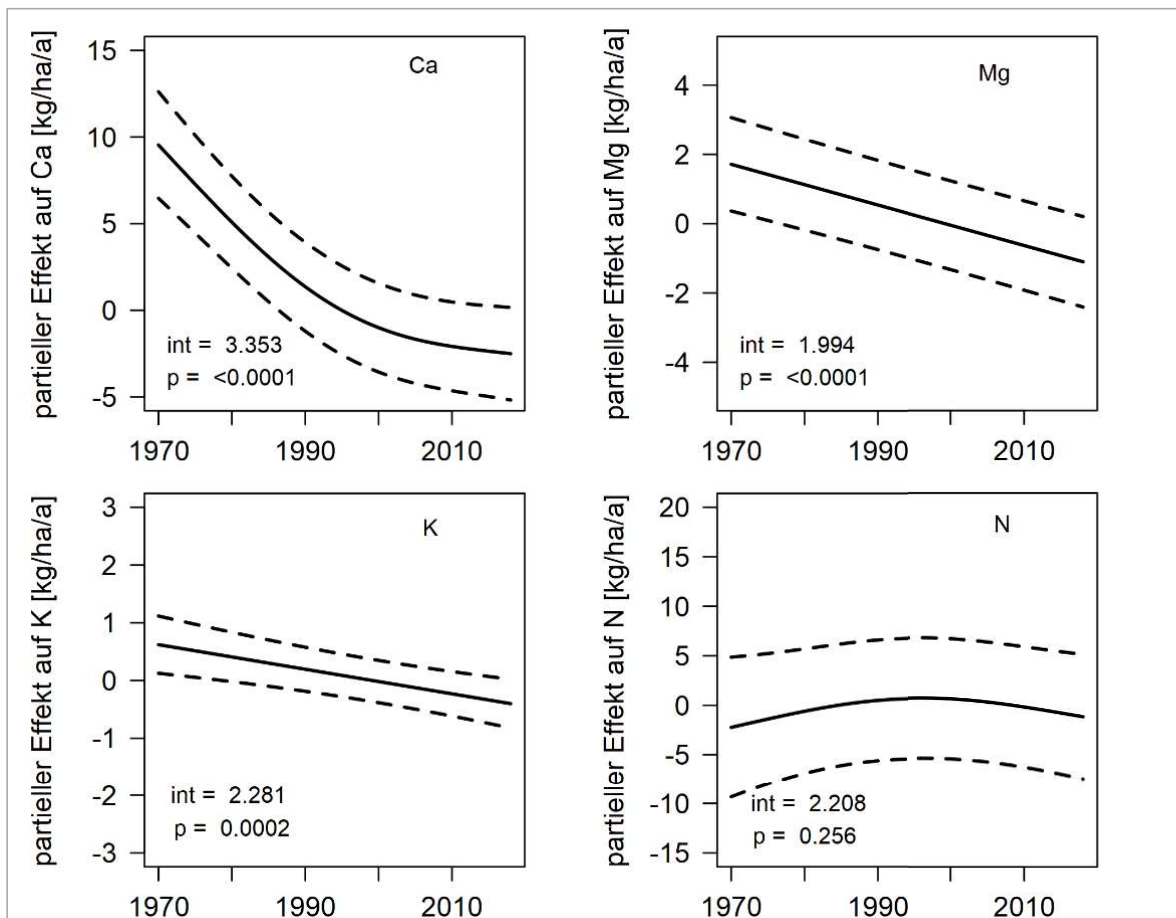 partieller Effekt auf Ca [kg/ha/a]
15
10
5
0
-5
Ca
int = 3.353
p = <0.0001
1970
1990
2010
partieller Effekt auf Mg [kg/ha/a]
4
2
0
-2
-4
Mg
int = 1.994
p = <0.0001
1970
1990
2010
partieller Effekt auf K [kg/ha/a]
3
2
1
0
-1
-2
-3
K
int = 2.281
p = 0.0002
1970
1990
2010
partieller Effekt auf N [kg/ha/a]
20
15
10
5
0
-5
-10
-15
N
int = 2.208
p = 0.256
1970
1990
2010